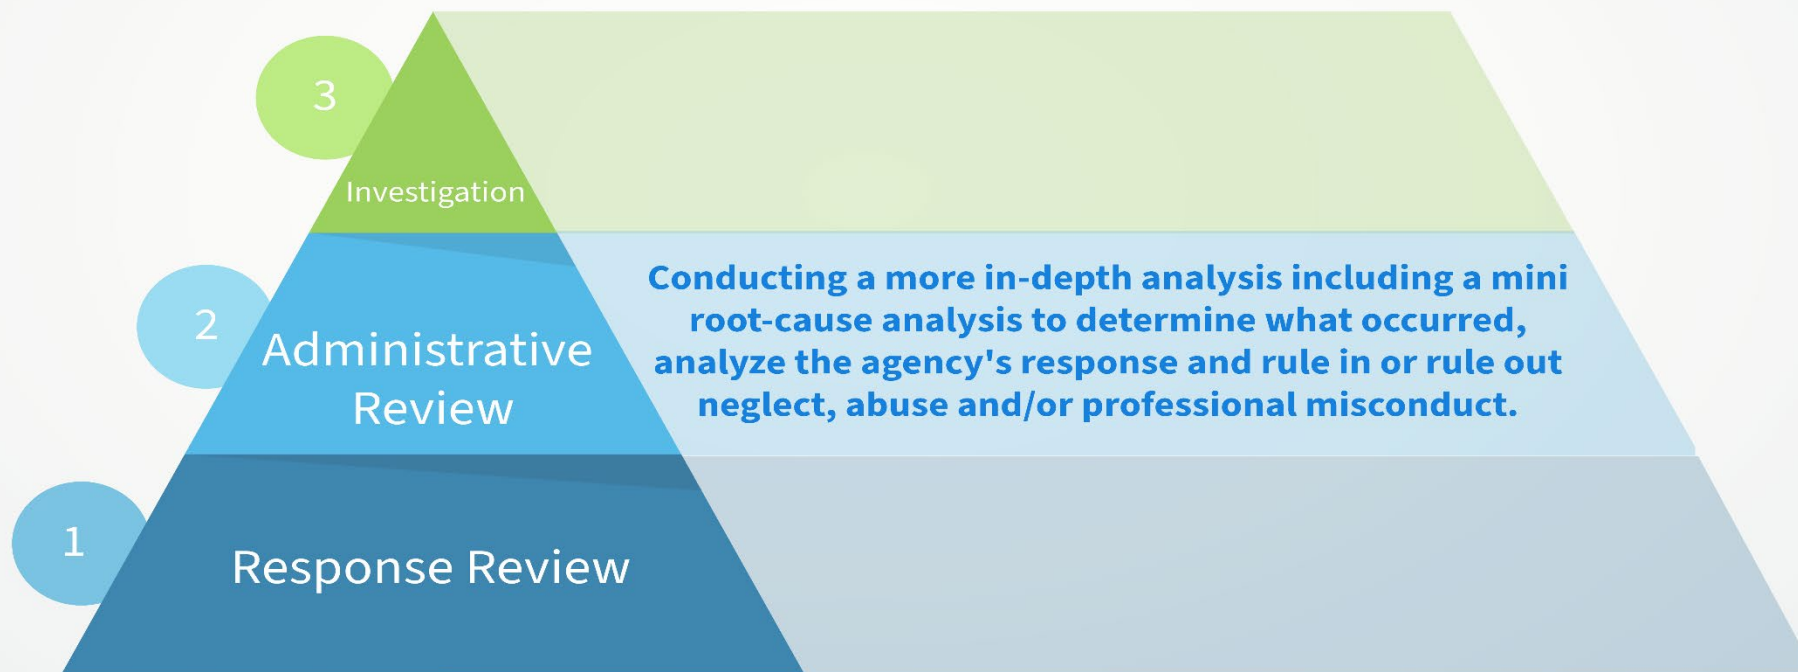 3
Investigation
2
Administrative
Review
Conducting a more in-depth analysis including a mini
root-cause analysis to determine what occurred,
analyze the agency's response and rule in or rule out
neglect, abuse and/or professional misconduct.
1
Response Review